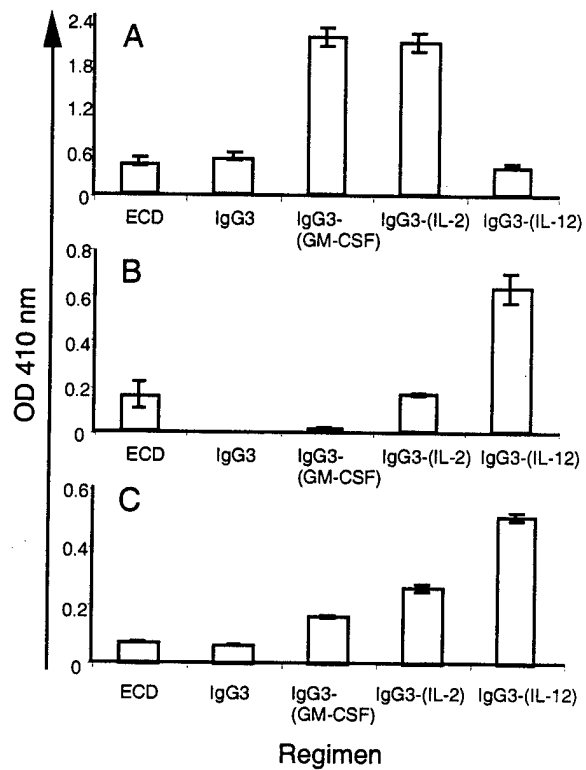 OD 410 nm
A
2.4
1.8
1.2
0.6
0
ECD
IgG3
IgG3-
(GM-CSF)
IgG3-(IL-2)
IgG3-(IL-12)
B
0.8
0.6
0.4
0.2
0
ECD
IgG3
IgG3-
(GM-CSF)
IgG3-(IL-2)
IgG3-(IL-12)
C
0.6
0.4
0.2
0
ECD
IgG3
IgG3-
(GM-CSF)
IgG3-(IL-2)
IgG3-(IL-12)
Regimen